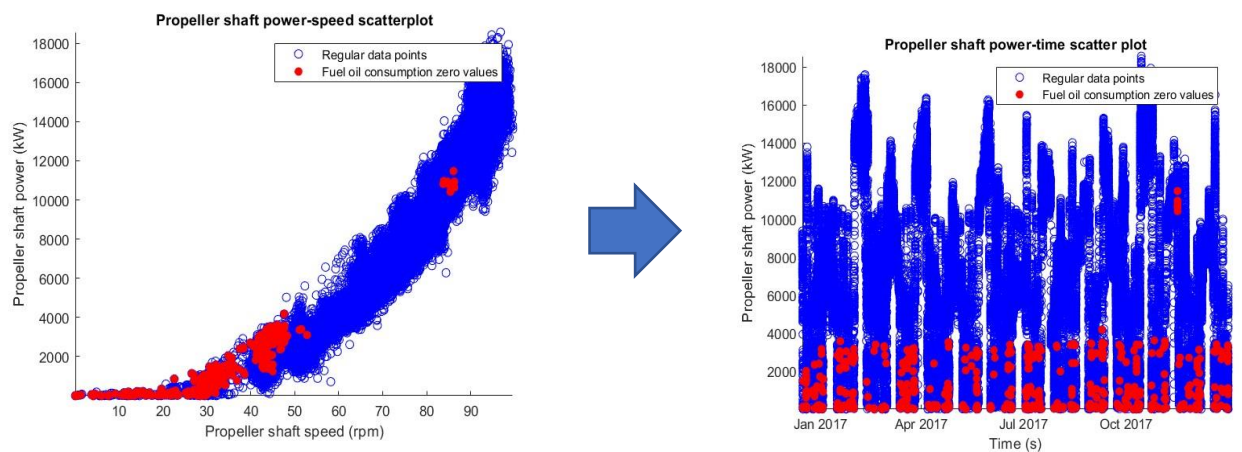 Propeller shaft power-speed scatterplot
Regular data points
Fuel oil consumption zero values
18000
16000
14000
12000
10000
8000
6000
4000
2000
Propeller shaft power (kW)
10 20 30 40 50 60 70 80 90
Propeller shaft speed (rpm)
Propeller shaft power-time scatter plot
Regular data points
Fuel oil consumption zero values
18000
16000
14000
12000
10000
8000
6000
4000
2000
Propeller shaft power (kW)
Jan 2017 Apr 2017 Jul 2017 Oct 2017
Time (s)